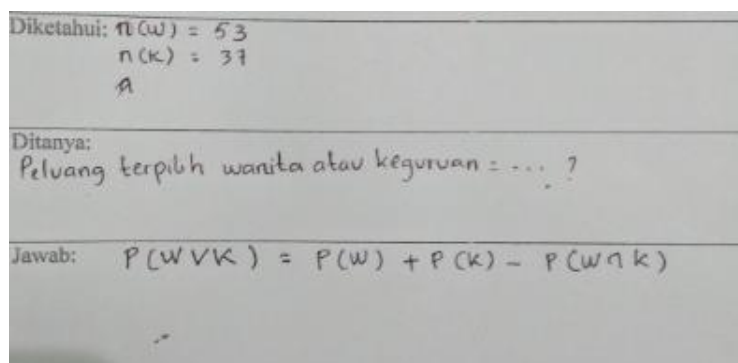 Diketahui: n(W) = 53
n(K) = 37
n
Ditanya:
Peluang terpilih wanita atau keguruan = .... ?
Jawab: P(W V K) = P(W) + P(K) - P(W ∩ K)